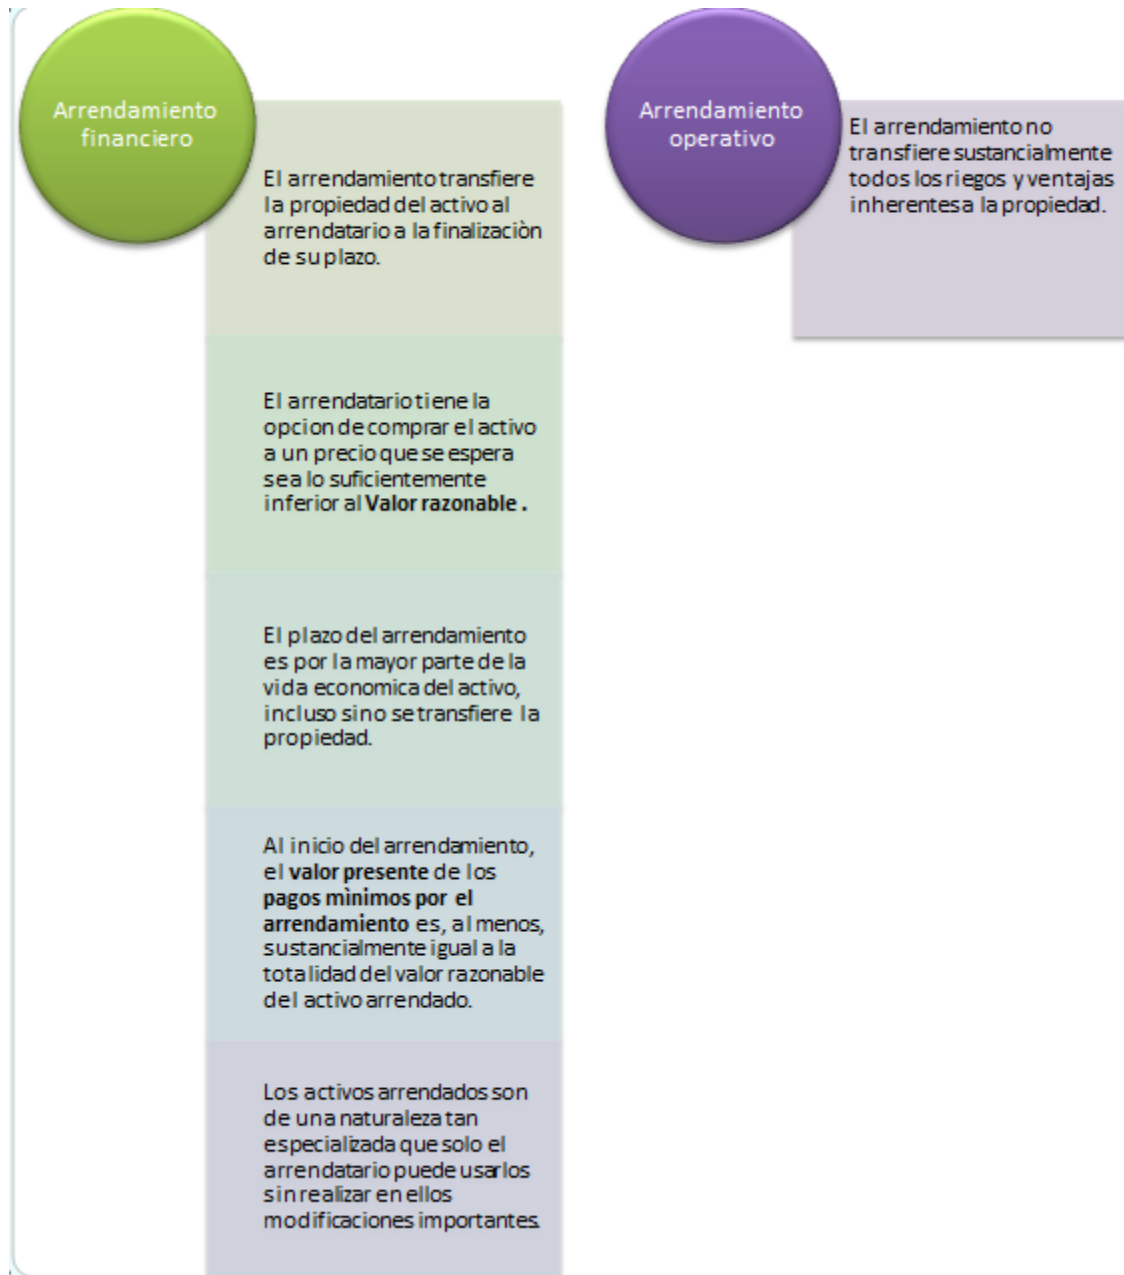 Arrendamiento
financiero
El arrendamiento transfiere
la propiedad del activo al
arrendatario a la finalizaciòn
de su plazo.
El arrendatario tiene la
opcion de comprar el activo
a un precio que se espera
sea lo suficientemente
inferior al Valor razonable .
El plazo del arrendamiento
es por la mayor parte de la
vida economica del activo,
incluso sino se transfiere la
propiedad.
Al inicio del arrendamiento,
el valor presente de los
pagos mìnimos por el
arrendamiento es, al menos,
sustancialmente igual a la
totalidad del valor razonable
del activo arrendado.
Los activos arrendados son
de una naturaleza tan
especializada que solo el
arrendatario puede usarlos
sin realizar en ellos
modificaciones importantes.
Arrendamiento
operativo
El arrendamiento no
transfiere sustancialmente
todos los riegos y ventajas
inherentes a la propiedad.